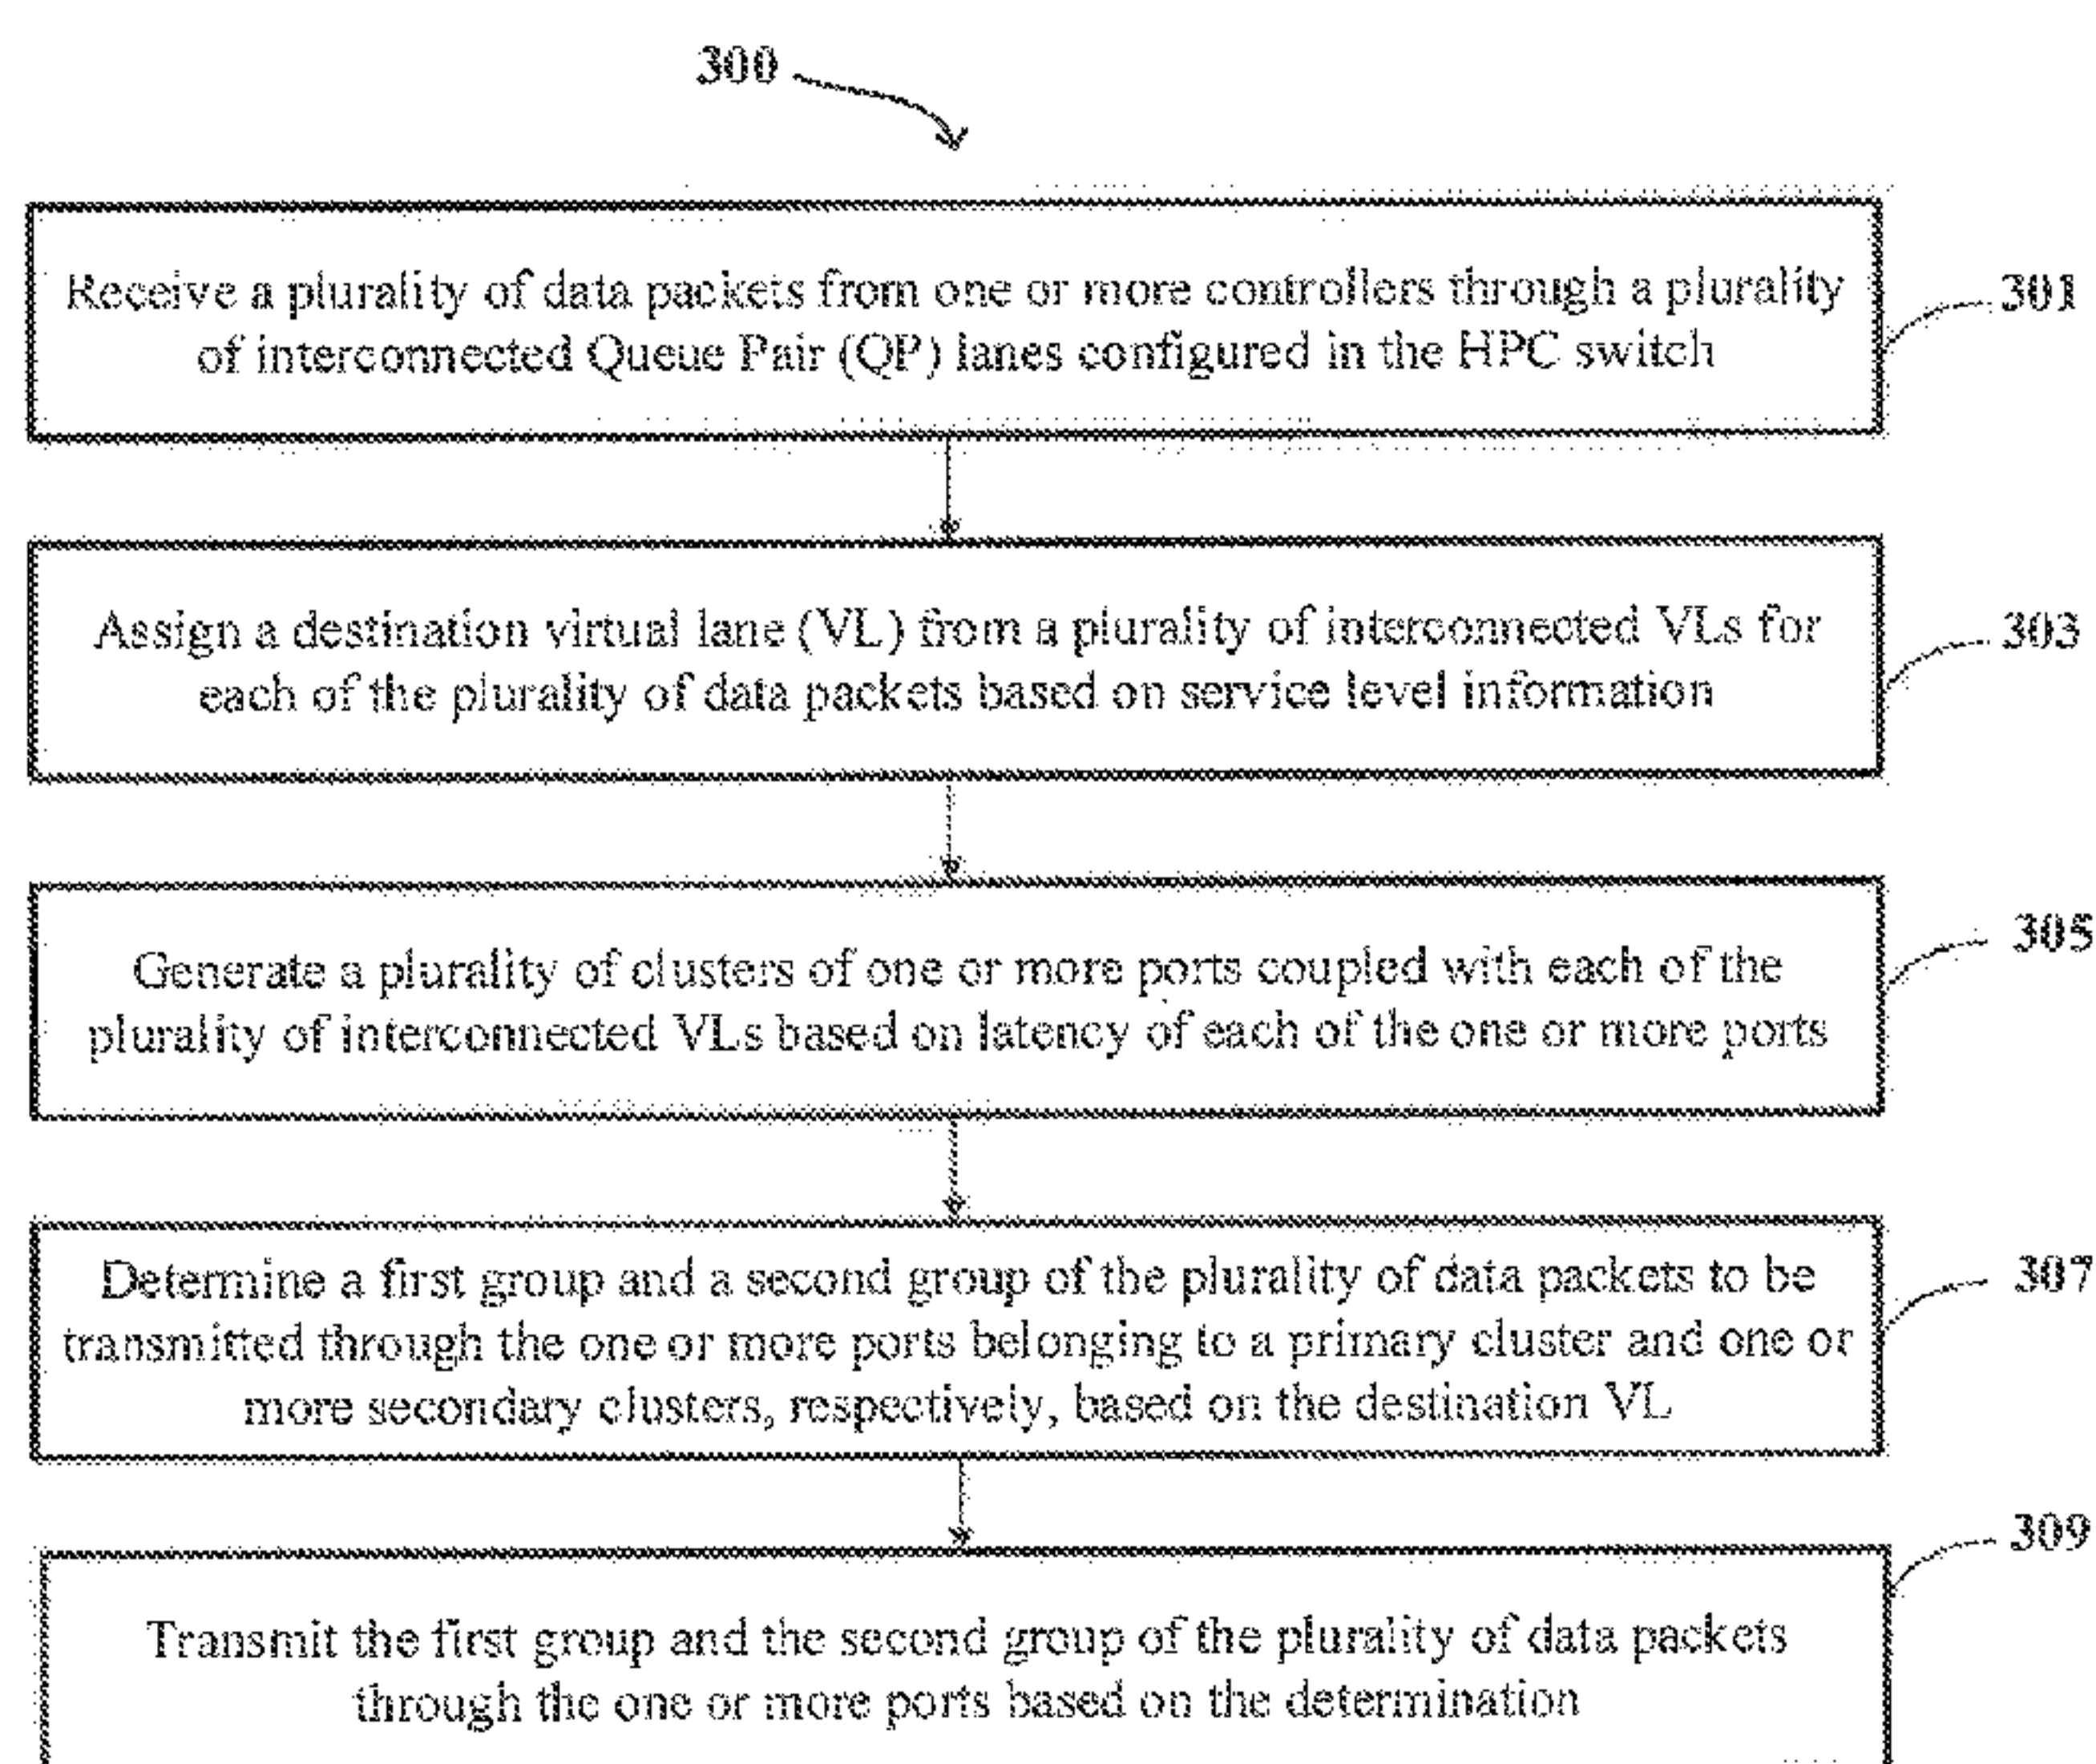 300
Receive a plurality of data packets from one or more controllers through a plurality
of interconnected Queue Pair (QP) lanes configured in the HPC switch
301
Assign a destination virtual lane (VL) from a plurality of interconnected VLs for
each of the plurality of data packets based on service level information
303
Generate a plurality of clusters of one or more ports coupled with each of the
plurality of interconnected VLs based on latency of each of the one or more ports
305
Determine a first group and a second group of the plurality of data packets to be
transmitted through the one or more ports belonging to a primary cluster and one or
more secondary clusters, respectively, based on the destination VL
307
Transmit the first group and the second group of the plurality of data packets
through the one or more ports based on the determination
309